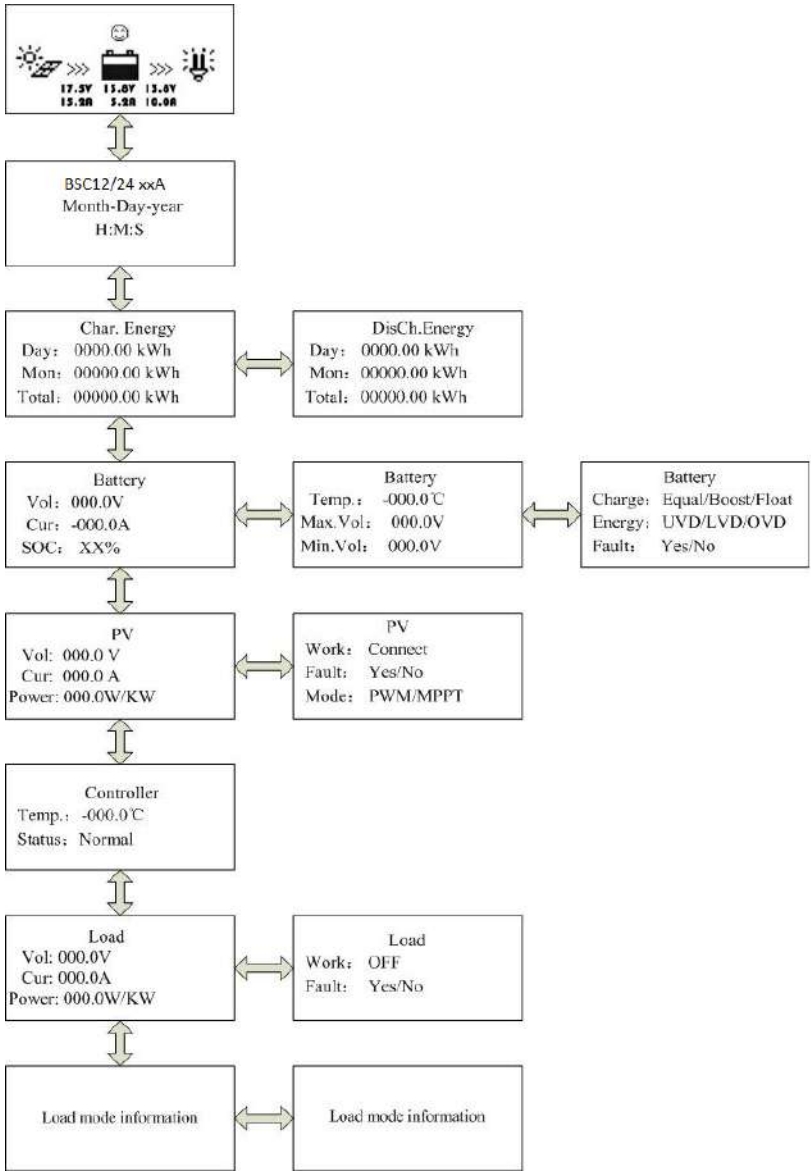 17.5V 13.8V 13.8V
15.2A 5.2A 10.0A
BSC12/24 xxA
Month-Day-year
H:M:S
Char. Energy
Day： 0000.00 kWh
Mon： 00000.00 kWh
Total： 00000.00 kWh
DisCh.Energy
Day： 0000.00 kWh
Mon： 00000.00 kWh
Total： 00000.00 kWh
Battery
Vol： 000.0V
Cur： -000.0A
SOC： XX%
Battery
Temp.： -000.0℃
Max.Vol： 000.0V
Min.Vol： 000.0V
Battery
Charge： Equal/Boost/Float
Energy： UVD/LVD/OVD
Fault： Yes/No
PV
Vol: 000.0 V
Cur: 000.0 A
Power: 000.0W/KW
PV
Work： Connect
Fault： Yes/No
Mode： PWM/MPPT
Controller
Temp.： -000.0℃
Status： Normal
Load
Vol: 000.0V
Cur: 000.0A
Power: 000.0W/KW
Load
Work： OFF
Fault： Yes/No
Load mode information
Load mode information